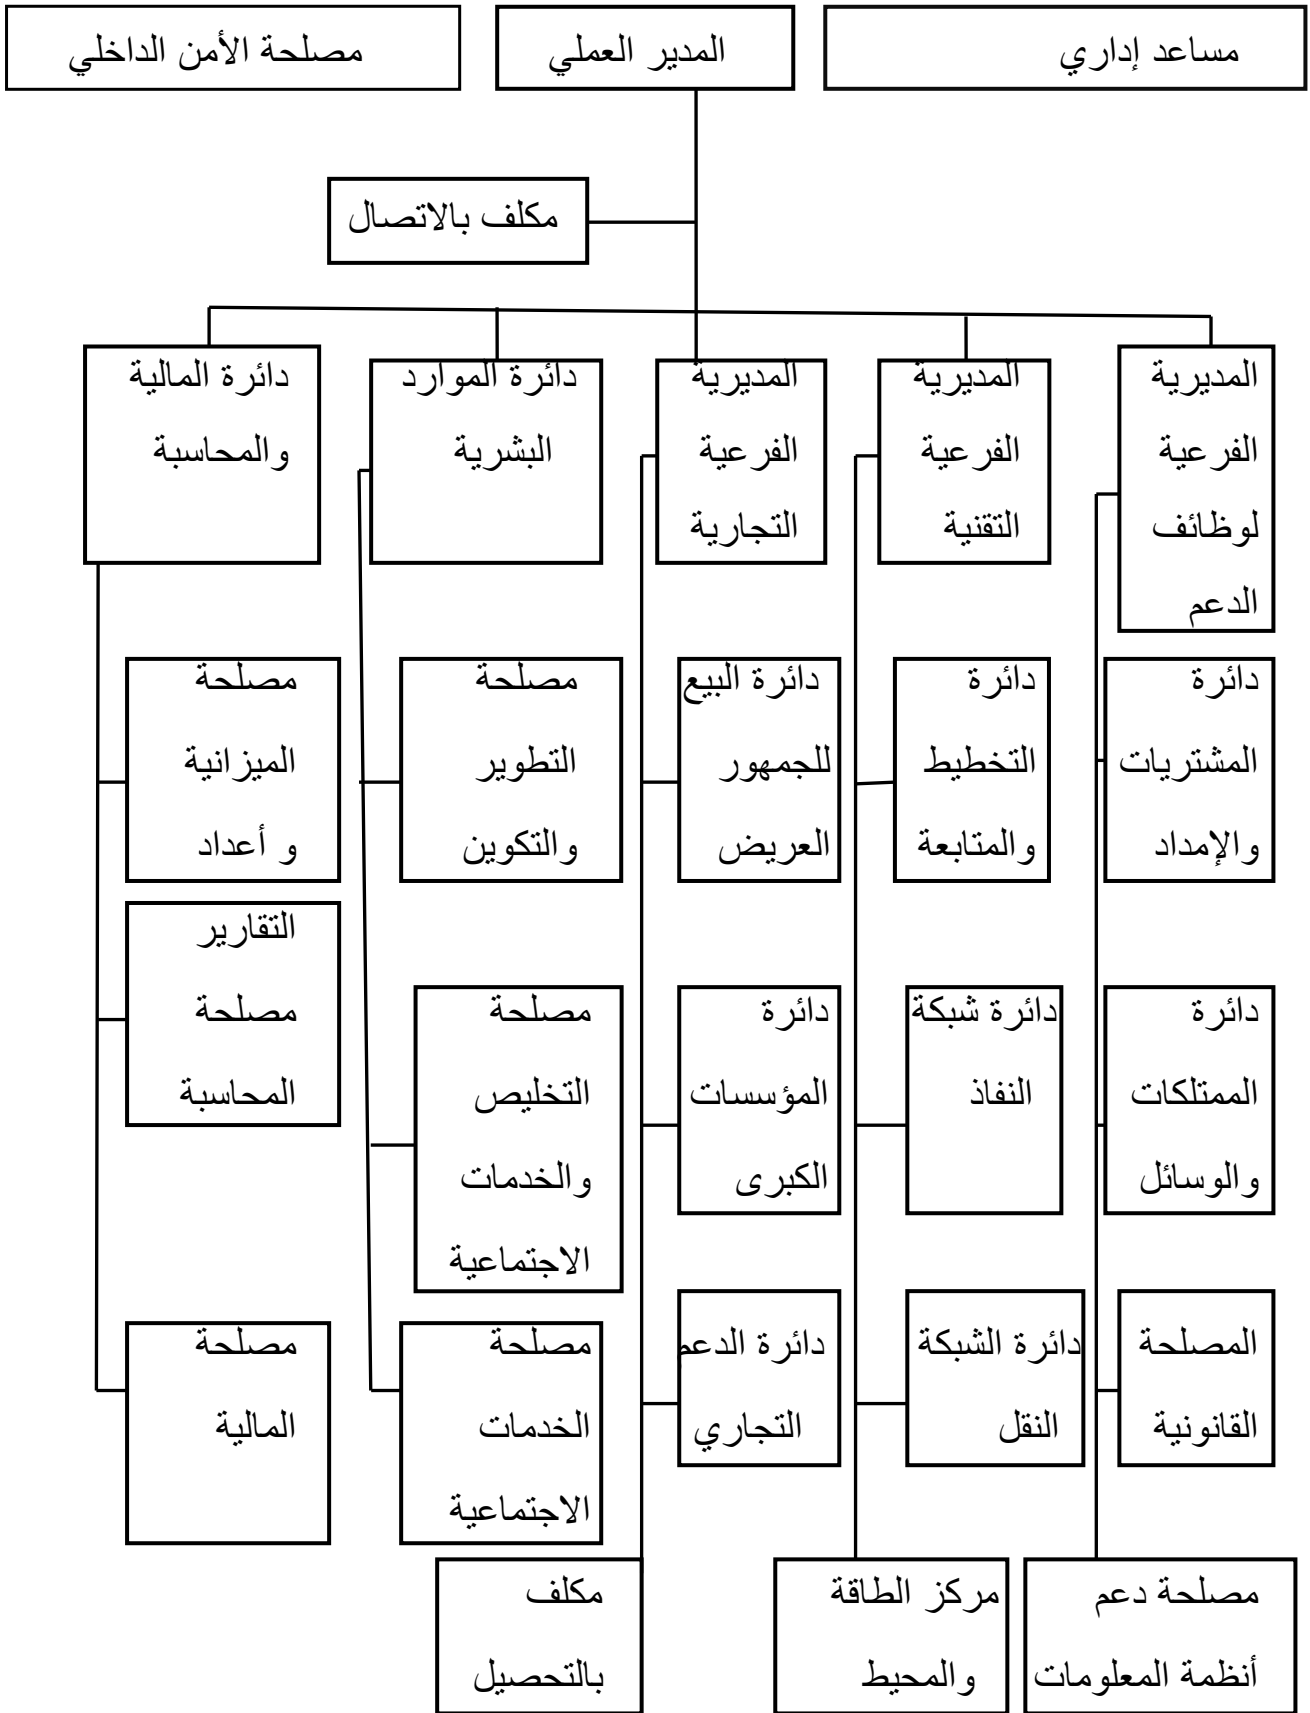 مساعد إداري
المدير العملي
مصلحة الأمن الداخلي
مكلف بالاتصال
المديرية
الفرعية
لوظائف
الدعم
المديرية
الفرعية
التقنية
المديرية
الفرعية
التجارية
دائرة الموارد
البشرية
دائرة المالية
والمحاسبة
دائرة
المشتريات
والإمداد
دائرة
التخطيط
والمتابعة
دائرة البيع
للجمهور
العريض
مصلحة
التطوير
والتكوين
مصلحة
الميزانية
و أعداد
التقارير
مصلحة
المحاسبة
دائرة
الممتلكات
والوسائل
دائرة شبكة
النفاذ
دائرة
المؤسسات
الكبرى
مصلحة
التخليص
والخدمات
الاجتماعية
المصلحة
القانونية
دائرة الشبكة
النقل
دائرة الدعم
التجاري
مصلحة
الخدمات
الاجتماعية
مصلحة
المالية
مصلحة دعم
أنظمة المعلومات
مركز الطاقة
والمحيط
مكلف
بالتحصيل